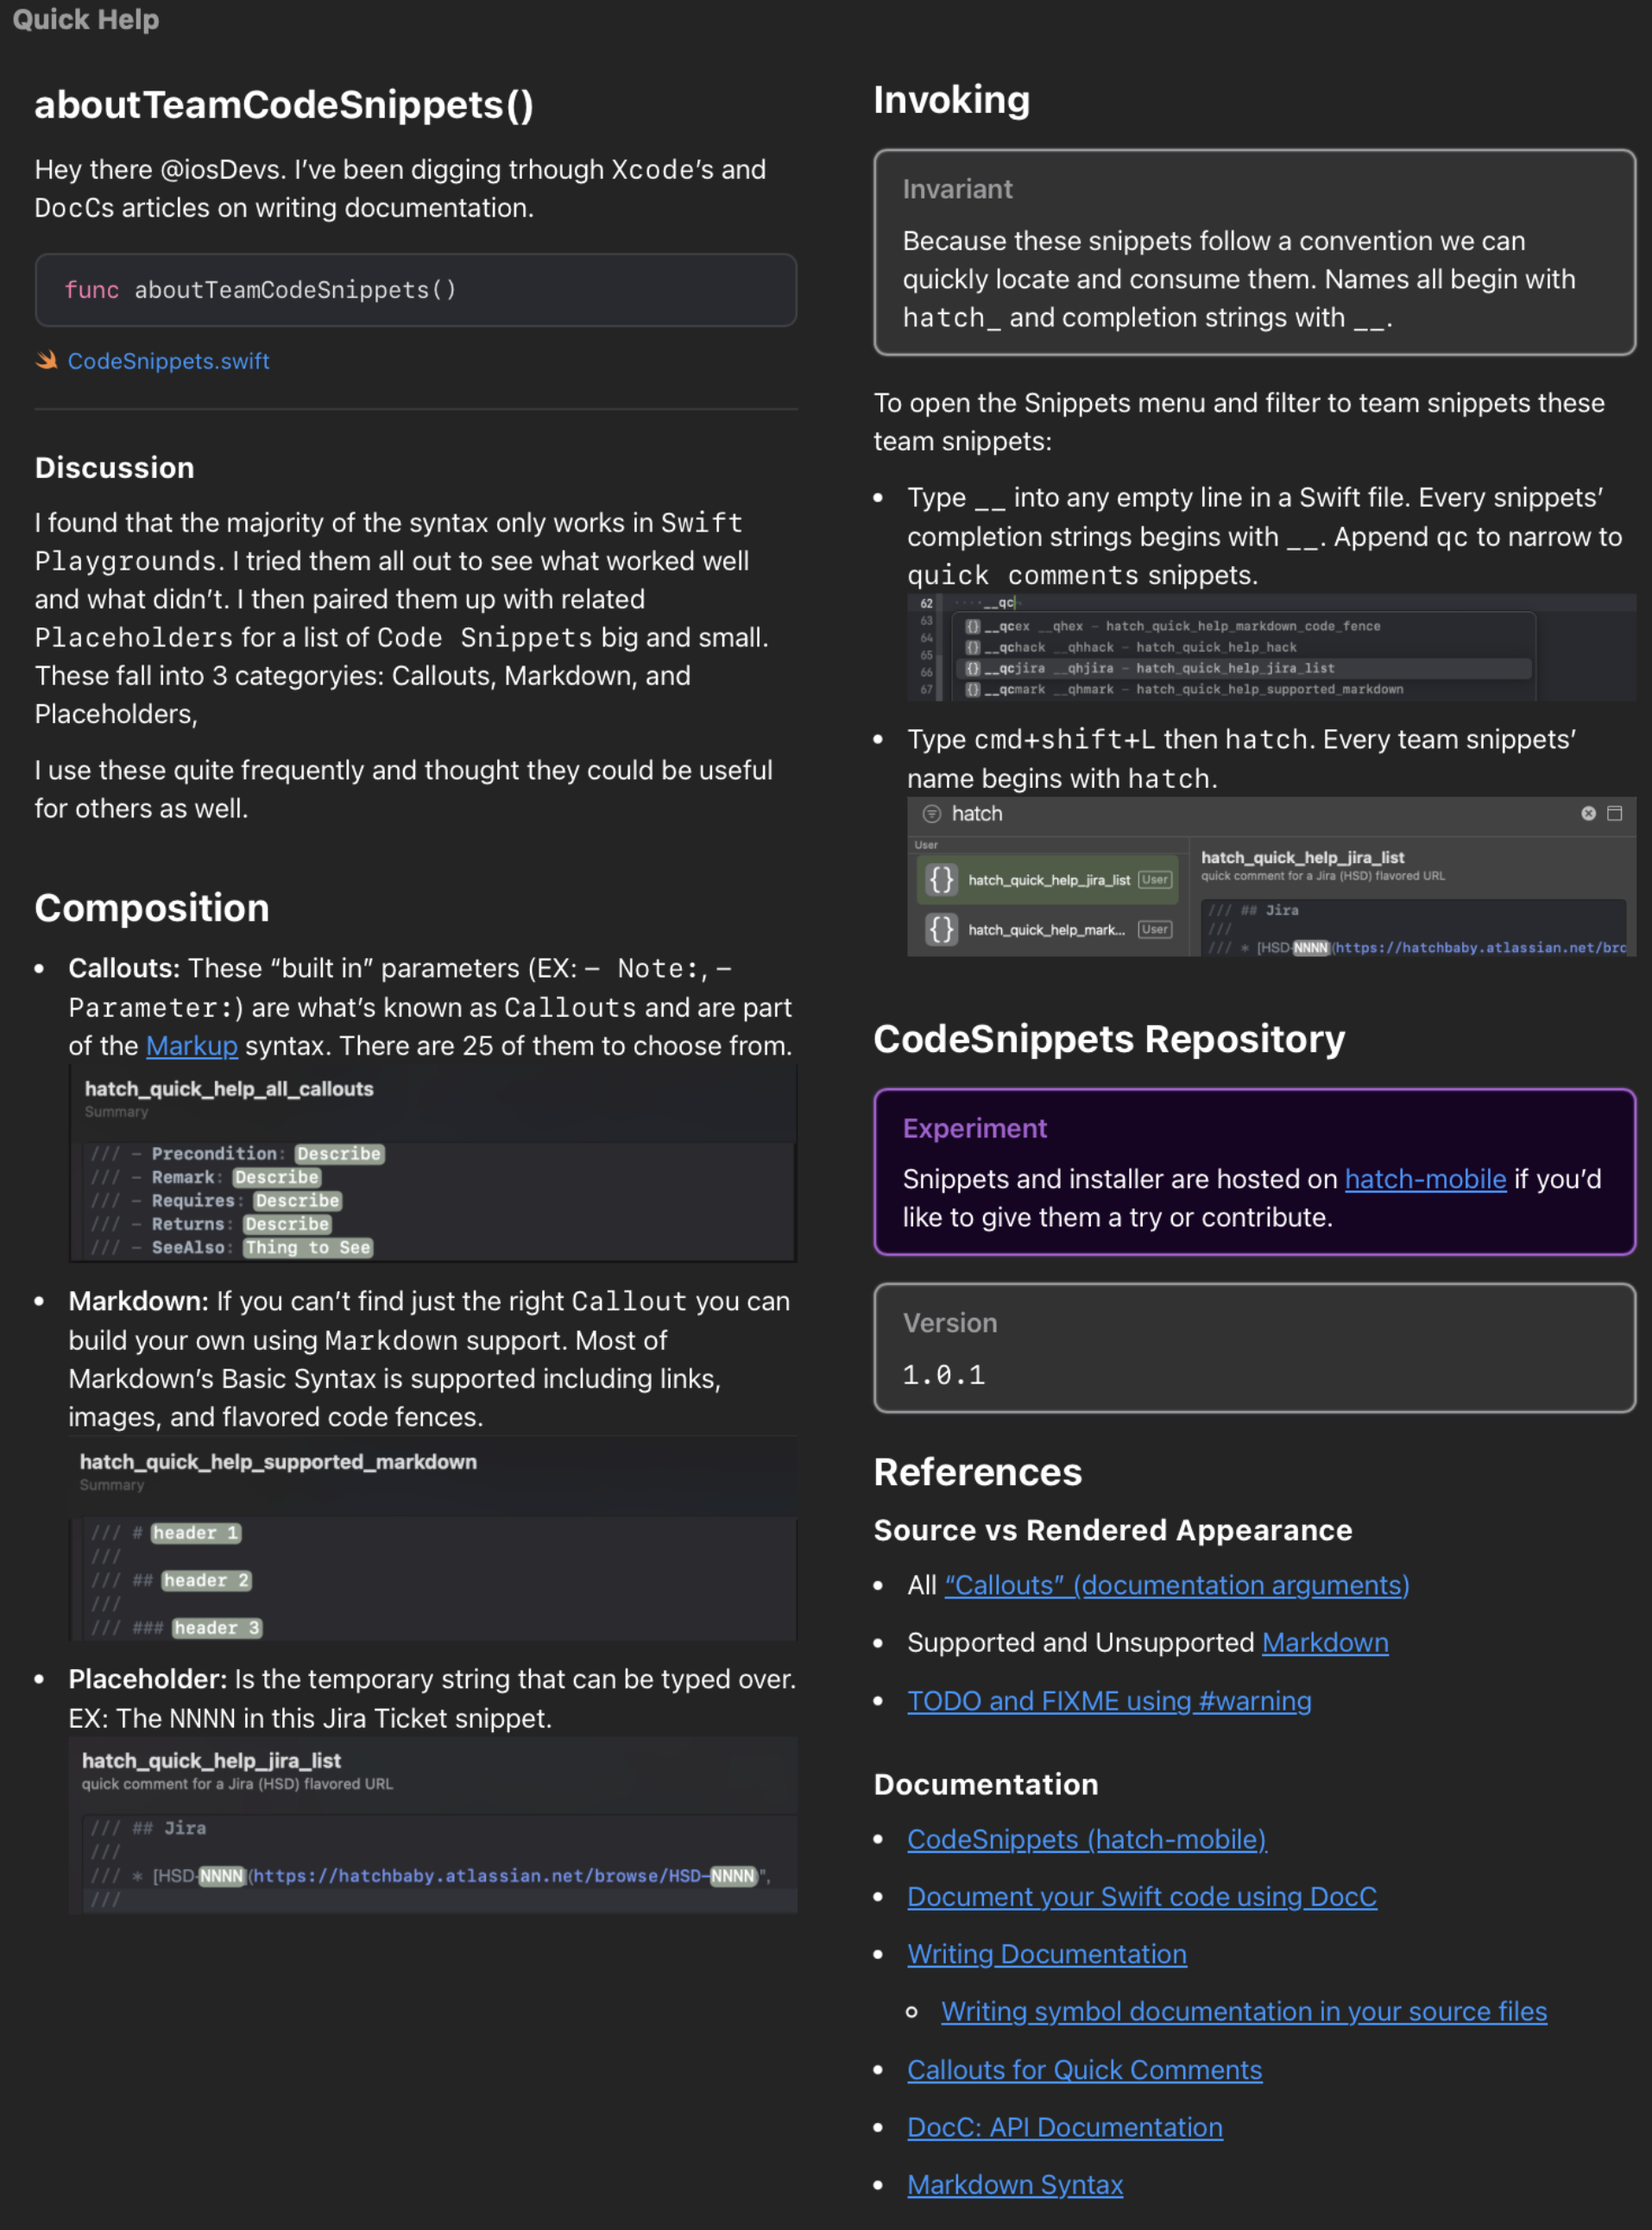 Quick Help
aboutTeamCodeSnippets()
Hey there @iosDevs. I’ve been digging trhough Xcode’s and
DocCs articles on writing documentation.
func aboutTeamCodeSnippets()
CodeSnippets.swift
Discussion
I found that the majority of the syntax only works in Swift
Playgrounds. I tried them all out to see what worked well
and what didn’t. I then paired them up with related
Placeholders for a list of Code Snippets big and small.
These fall into 3 categoryies: Callouts, Markdown, and
Placeholders,
I use these quite frequently and thought they could be useful
for others as well.
Composition
• Callouts: These “built in” parameters (EX: – Note:, –
Parameter:) are what’s known as Callouts and are part
of the Markup syntax. There are 25 of them to choose from.
hatch_quick_help_all_callouts
Summary
/// - Precondition: Describe
/// - Remark: Describe
/// - Requires: Describe
/// - Returns: Describe
/// - SeeAlso: Thing to See
• Markdown: If you can’t find just the right Callout you can
build your own using Markdown support. Most of
Markdown’s Basic Syntax is supported including links,
images, and flavored code fences.
hatch_quick_help_supported_markdown
Summary
/// # header 1
///
/// ## header 2
///
/// ### header 3
• Placeholder: Is the temporary string that can be typed over.
EX: The NNNN in this Jira Ticket snippet.
hatch_quick_help_jira_list
quick comment for a Jira (HSD) flavored URL
/// ## Jira
///
/// * [HSD-NNNN](https://hatchbaby.atlassian.net/browse/HSD-NNNN)",
///
Invoking
Invariant
Because these snippets follow a convention we can
quickly locate and consume them. Names all begin with
hatch_ and completion strings with __.
To open the Snippets menu and filter to team snippets these
team snippets:
• Type __ into any empty line in a Swift file. Every snippets’
completion strings begins with __. Append qc to narrow to
quick comments snippets.
62 ····__qc
63 {} __qcex __qhex – hatch_quick_help_markdown_code_fence
64
65 {} __qchack __qhhack – hatch_quick_help_hack
66 {} __qcjira __qhjira – hatch_quick_help_jira_list
67 {} __qcmark __qhmark – hatch_quick_help_supported_markdown
• Type cmd+shift+L then hatch. Every team snippets’
name begins with hatch.
hatch
User
{} hatch_quick_help_jira_list User
{} hatch_quick_help_mark... User
hatch_quick_help_jira_list
quick comment for a Jira (HSD) flavored URL
/// ## Jira
///
/// * [HSD-NNNN](https://hatchbaby.atlassian.net/brc
CodeSnippets Repository
Experiment
Snippets and installer are hosted on hatch-mobile if you’d
like to give them a try or contribute.
Version
1.0.1
References
Source vs Rendered Appearance
• All “Callouts” (documentation arguments)
• Supported and Unsupported Markdown
• TODO and FIXME using #warning
Documentation
• CodeSnippets (hatch-mobile)
• Document your Swift code using DocC
• Writing Documentation
◦ Writing symbol documentation in your source files
• Callouts for Quick Comments
• DocC: API Documentation
• Markdown Syntax